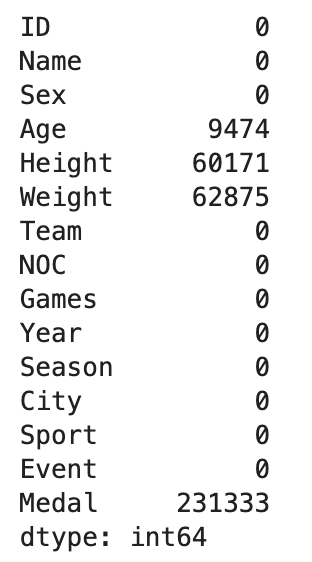 ID 0
Name 0
Sex 0
Age 9474
Height 60171
Weight 62875
Team 0
NOC 0
Games 0
Year 0
Season 0
City 0
Sport 0
Event 0
Medal 231333
dtype: int64